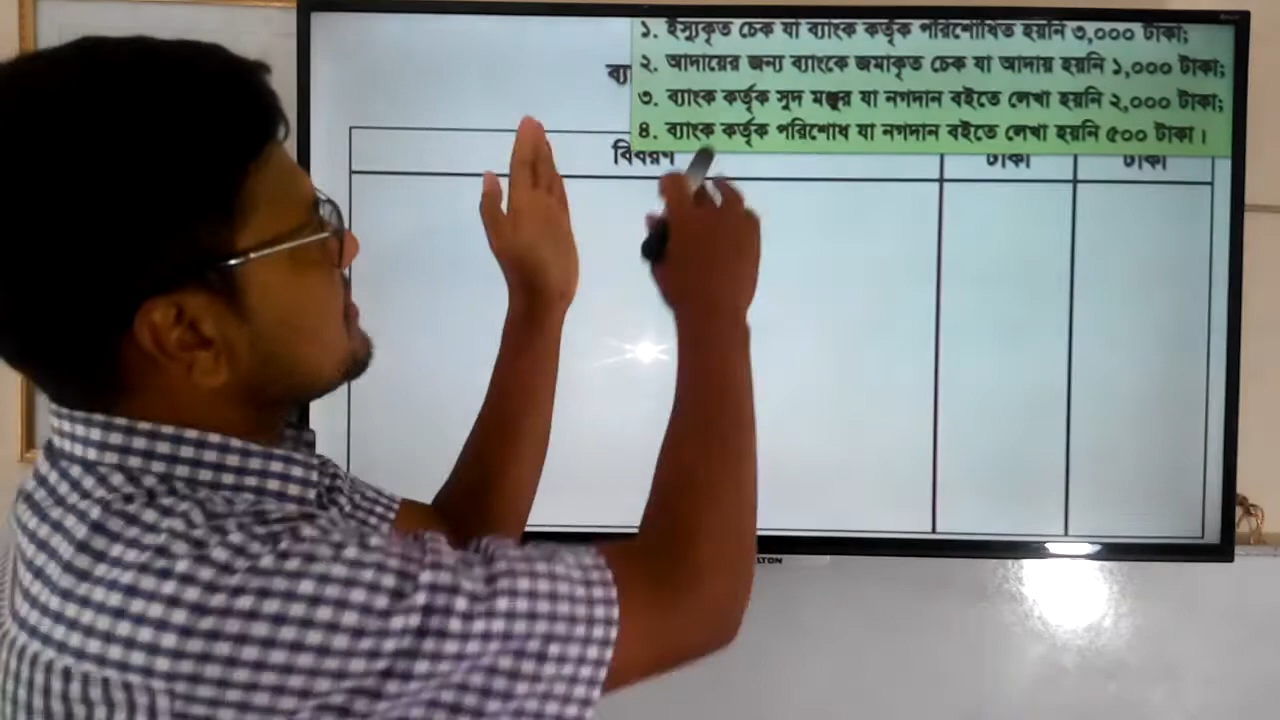 ১. ইস্যুকৃত চেক যা ব্যাংক কর্তৃক পরিশোধিত হয়নি ৩,০০০ টাকা;
২. আদায়ের জন্য ব্যাংকে জমাকৃত চেক যা আদায় হয়নি ১,০০০ টাকা;
৩. ব্যাংক কর্তৃক সুদ মঞ্জুর যা নগদান বইতে লেখা হয়নি ২,০০০ টাকা;
৪. ব্যাংক কর্তৃক পরিশোধ যা নগদান বইতে লেখা হয়নি ৫০০ টাকা।
বিবরণ টাকা টাকা
LTON